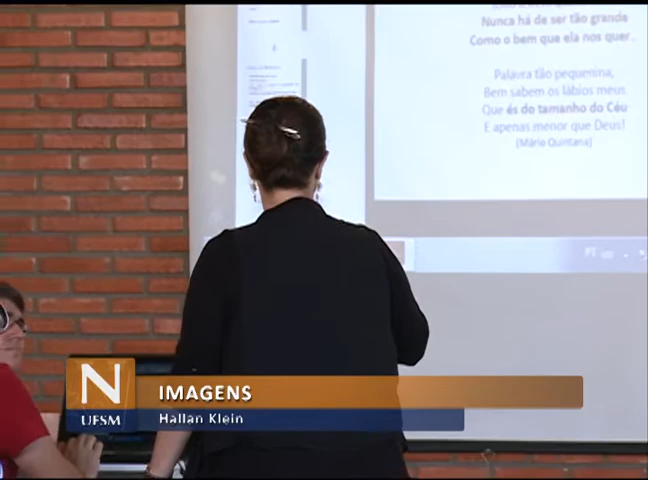 Nunca há de ser tão grande
Como o bem que ela nos quer.
Palavra tão pequenina,
Bem sabem os lábios meus
Que és do tamanho do Céu
E apenas menor que Deus!
(Mário Quintana)
PT
N
UFSM
IMAGENS
Hallan Klein